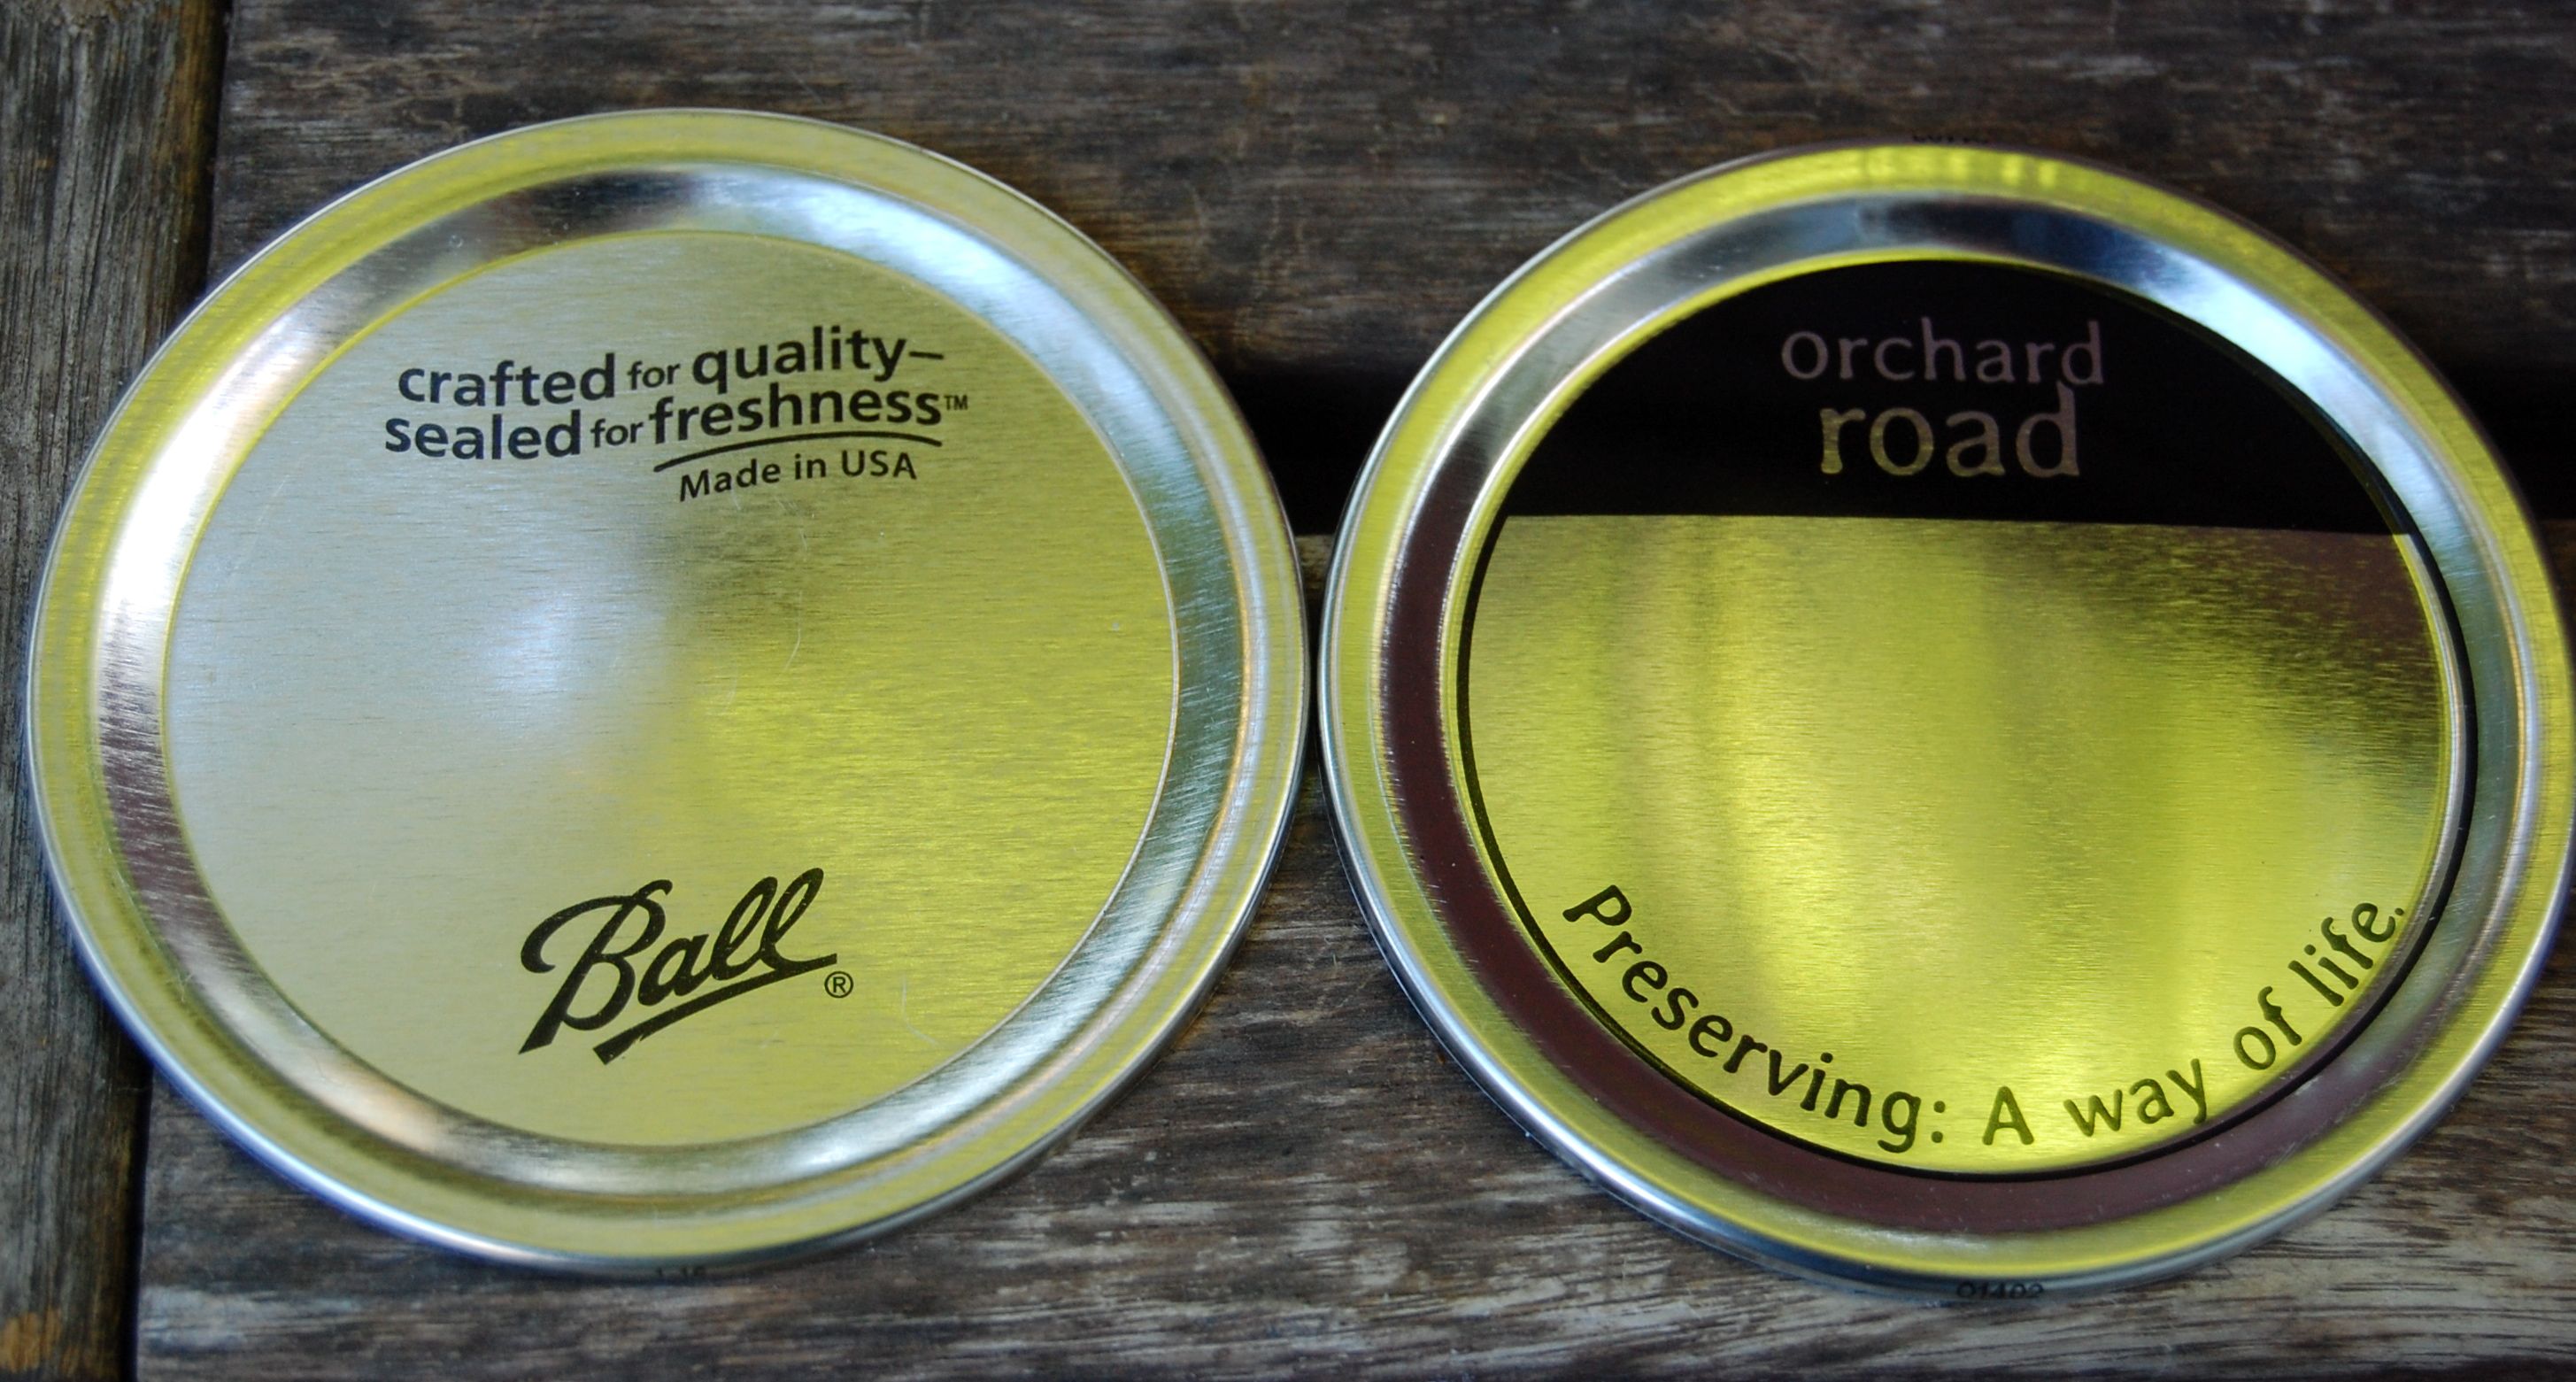 crafted for quality–
sealed for freshness™
Made in USA
Ball®
orchard
road
Preserving: A way of life.